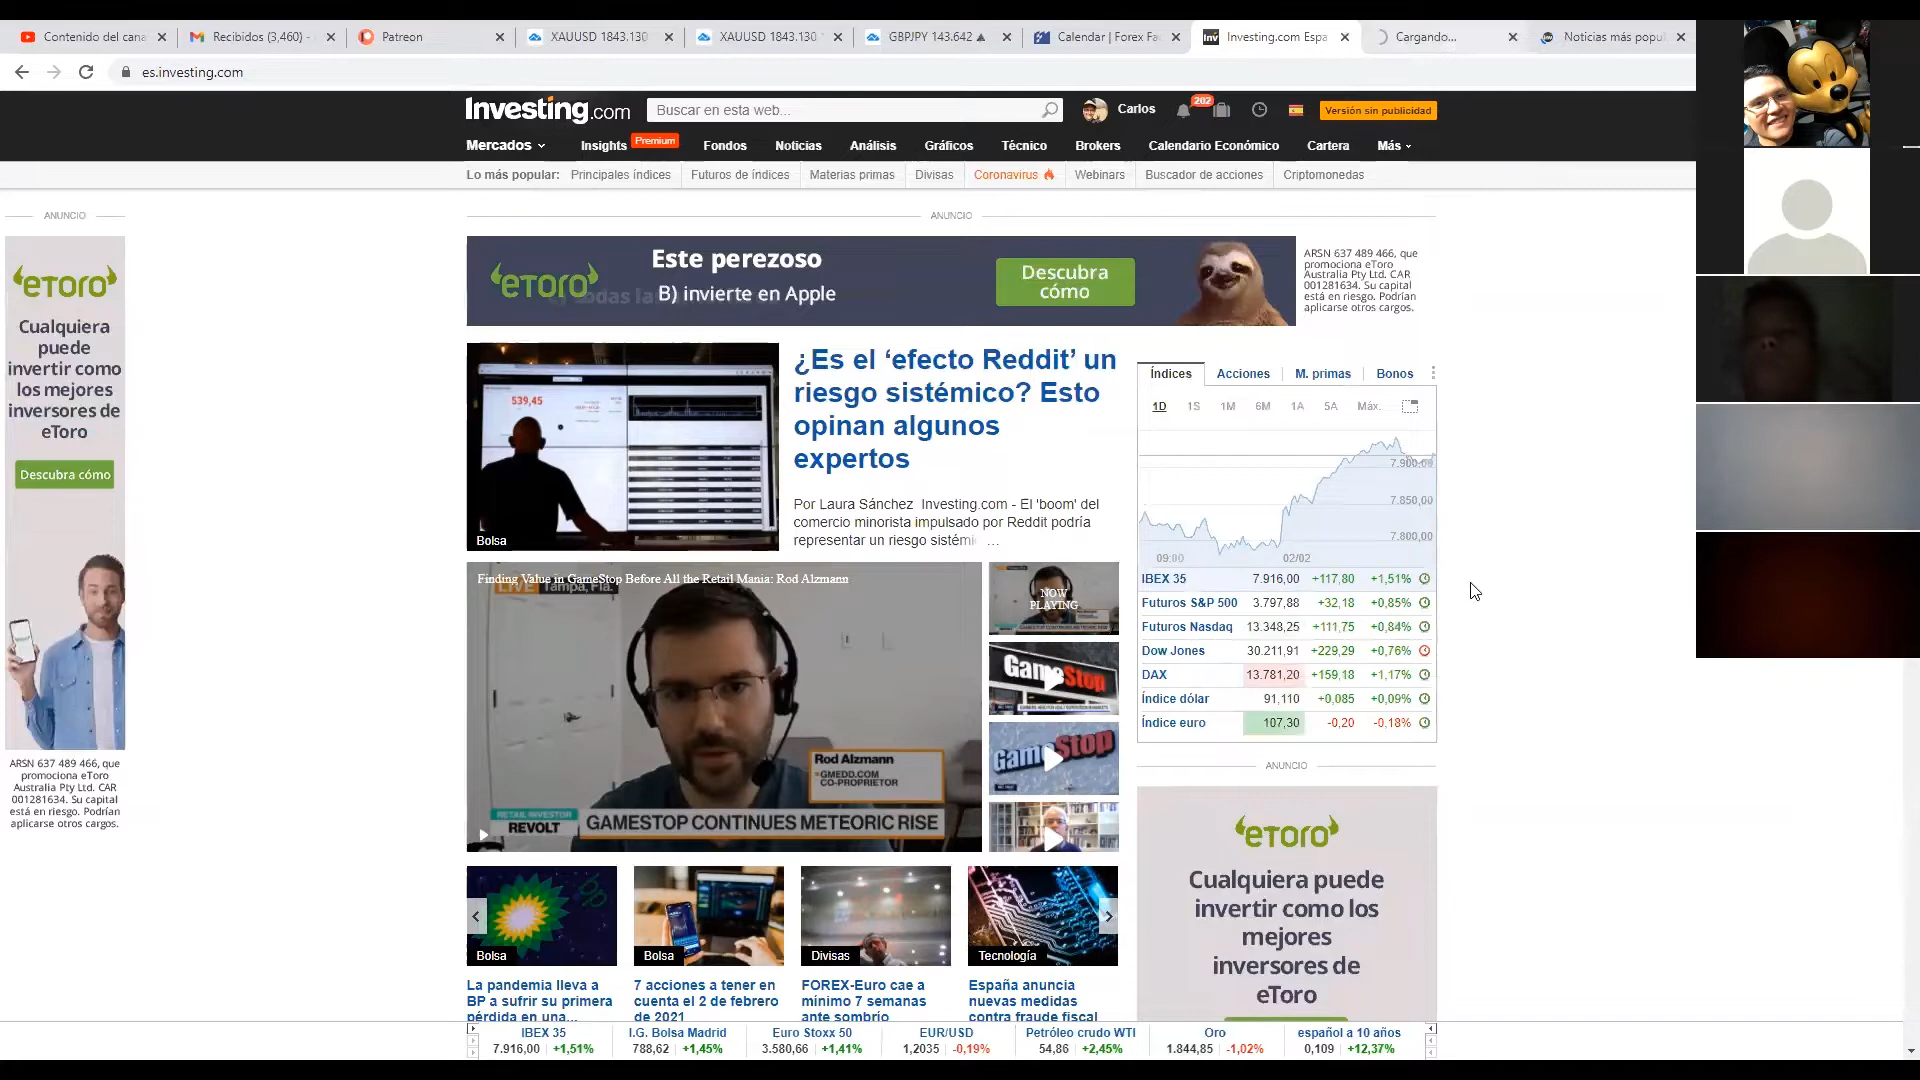 Contenido del cana
Recibidos (3,460) -
Patreon
XAUUSD 1843.130
XAUUSD 1843.130
GBPJPY 143.642 ▲
Calendar | Forex Fa
Investing.com Espa
Cargando...
Noticias más popul
es.investing.com
Investing.com
Buscar en esta web...
Carlos
202
Versión sin publicidad
Mercados
Insights
Premium
Fondos
Noticias
Análisis
Gráficos
Técnico
Brokers
Calendario Económico
Cartera
Más
Lo más popular:
Principales índices
Futuros de índices
Materias primas
Divisas
Coronavirus
Webinars
Buscador de acciones
Criptomonedas
ANUNCIO
eToro
Cualquiera
puede
invertir como
los mejores
inversores de
eToro
Descubra cómo
ARSN 637 489 466, que
promociona eToro
Australia Pty Ltd. CAR
001281634. Su capital
está en riesgo. Podrían
aplicarse otros cargos.
ANUNCIO
eToro
Este perezoso
B) invierte en Apple
Descubra
cómo
ARSN 637 489 466, que
promociona eToro
Australia Pty Ltd. CAR
001281634. Su capital
está en riesgo. Podrían
aplicarse otros cargos.
539,45
Bolsa
¿Es el ‘efecto Reddit’ un
riesgo sistémico? Esto
opinan algunos
expertos
Por Laura Sánchez Investing.com - El 'boom' del
comercio minorista impulsado por Reddit podría
representar un riesgo sistémi ...
Índices
Acciones
M. primas
Bonos
1D 1S 1M 6M 1A 5A Máx.
7.900,00
7.850,00
7.800,00
09:00
02/02
IBEX 35 7.916,00 +117,80 +1,51%
Futuros S&P 500 3.797,88 +32,18 +0,85%
Futuros Nasdaq 13.348,25 +111,75 +0,84%
Dow Jones 30.211,91 +229,29 +0,76%
DAX 13.781,20 +159,18 +1,17%
Índice dólar 91,110 +0,085 +0,09%
Índice euro 107,30 -0,20 -0,18%
Finding Value in GameStop Before All the Retail Mania: Rod Alzmann
LIVE Tampa, Fla.
Rod Alzmann
GMEDD.COM
CO-PROPRIETOR
RETAIL INVESTOR
REVOLT
GAMESTOP CONTINUES METEORIC RISE
NOW
PLAYING
GameStop
GameStop
ANUNCIO
eToro
Cualquiera puede
invertir como los
mejores
inversores de
eToro
Bolsa
La pandemia lleva a
BP a sufrir su primera
pérdida en una...
Bolsa
7 acciones a tener en
cuenta el 2 de febrero
de 2021
Divisas
FOREX-Euro cae a
mínimo 7 semanas
ante sombrío
Tecnología
España anuncia
nuevas medidas
contra fraude fiscal
IBEX 35
7.916,00 +1,51%
I.G. Bolsa Madrid
788,62 +1,45%
Euro Stoxx 50
3.580,66 +1,41%
EUR/USD
1,2035 -0,19%
Petróleo crudo WTI
54,86 +2,45%
Oro
1.844,85 -1,02%
español a 10 años
0,109 +12,37%